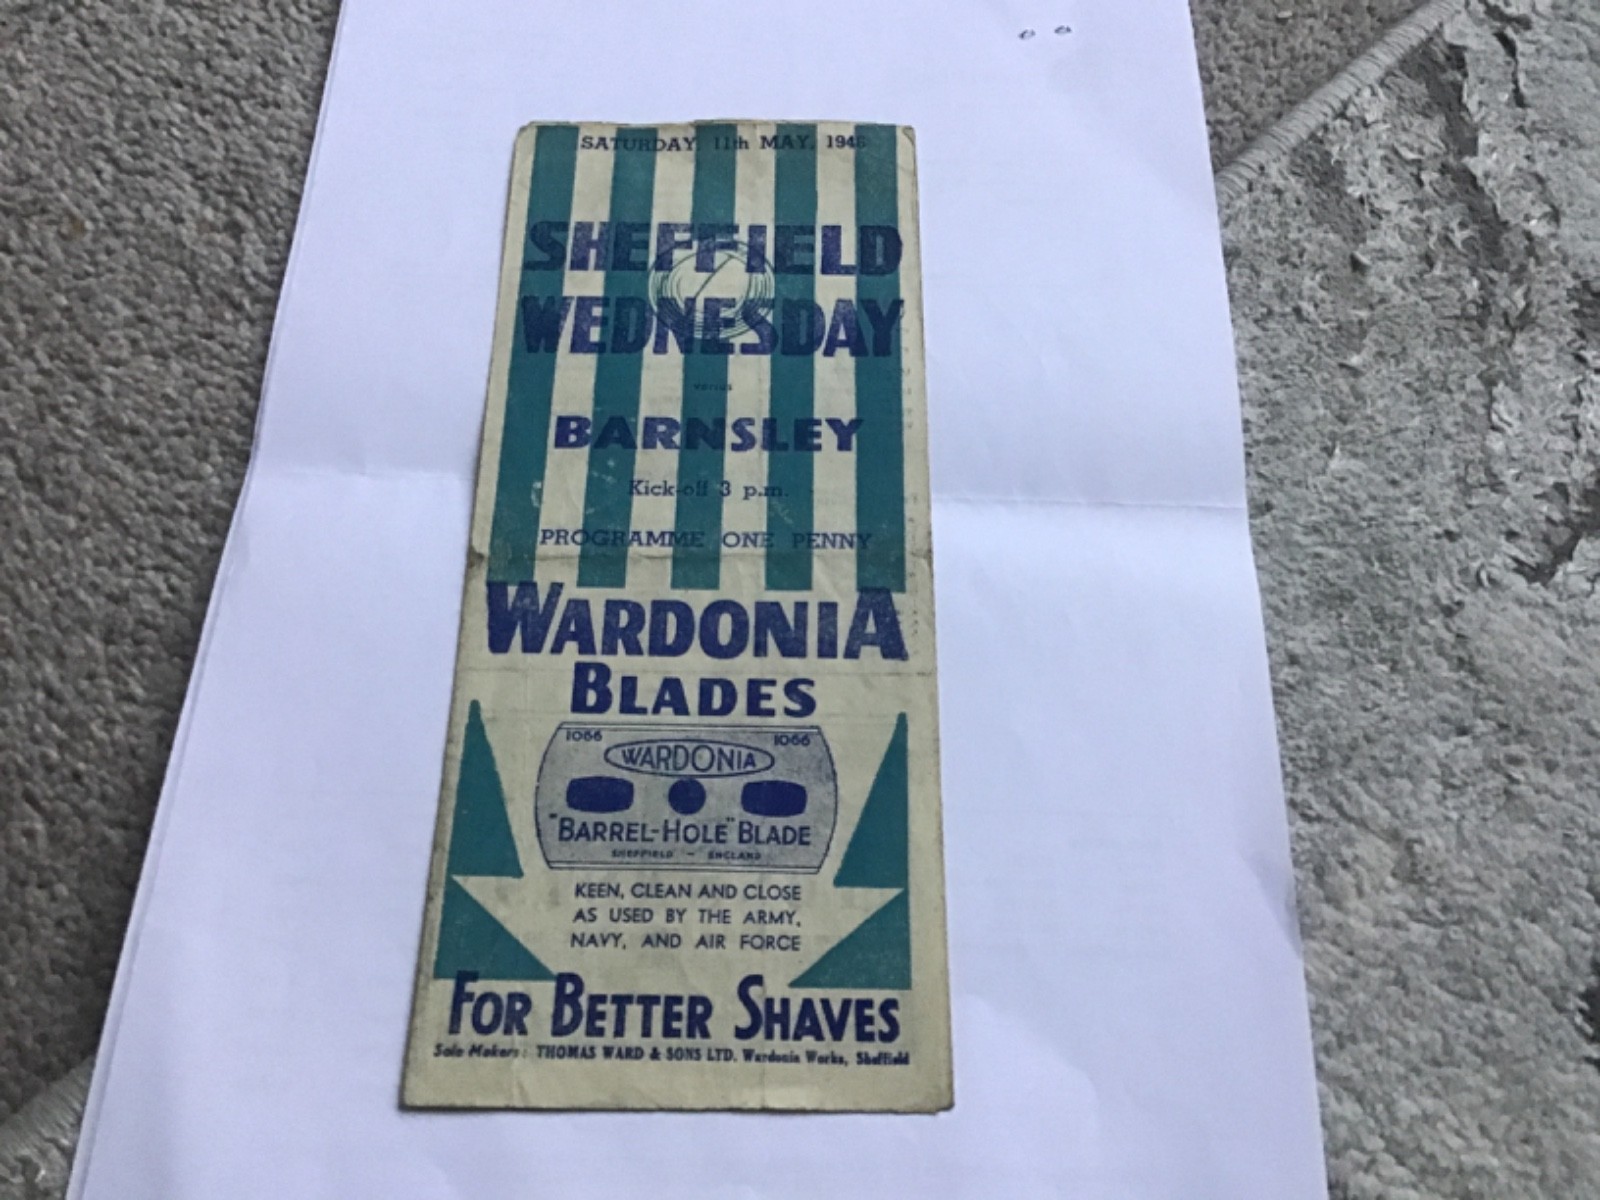 SATURDAY, 11th MAY, 1946
SHEFFIELD
WEDNESDAY
versus
BARNSLEY
Kick-off 3 p.m.
PROGRAMME ONE PENNY
WARDONIA
BLADES
1066 1066
WARDONIA
"BARREL-HOLE" BLADE
SHEFFIELD - ENGLAND
KEEN, CLEAN AND CLOSE
AS USED BY THE ARMY,
NAVY, AND AIR FORCE
FOR BETTER SHAVES
Sole Makers: THOMAS WARD & SONS LTD. Wardonia Works, Sheffield